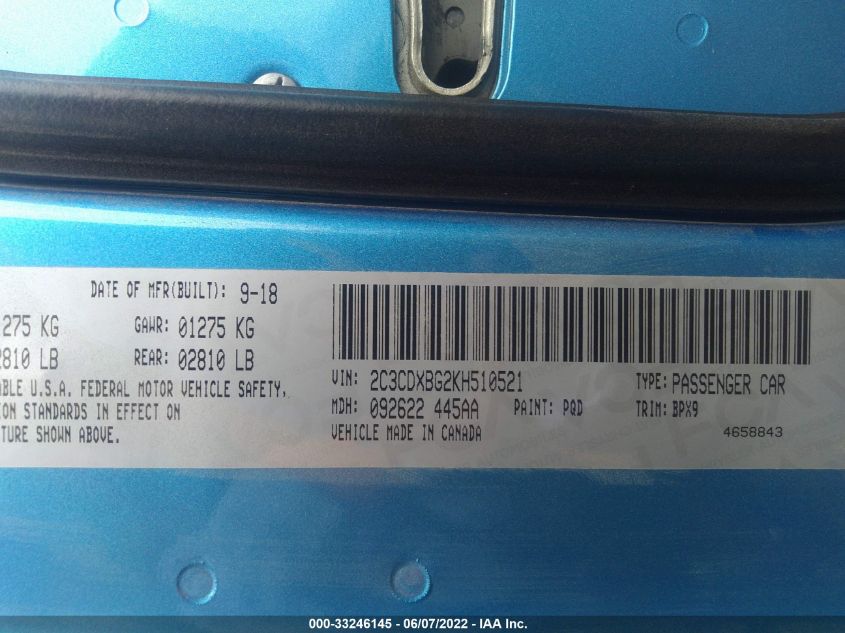 DATE OF MFR(BUILT): 9-18
275 KG GAWR: 01275 KG
2810 LB REAR: 02810 LB
U.S.A. FEDERAL MOTOR VEHICLE SAFETY,
STANDARDS IN EFFECT ON
SHOWN ABOVE.
VIN: 2C3CDXBG2KH510521 TYPE: PASSENGER CAR
MDH: 092622 445AA PAINT: PQD TRIM: BPX9
VEHICLE MADE IN CANADA 4658843
000-33246145 - 06/07/2022 - IAA Inc.